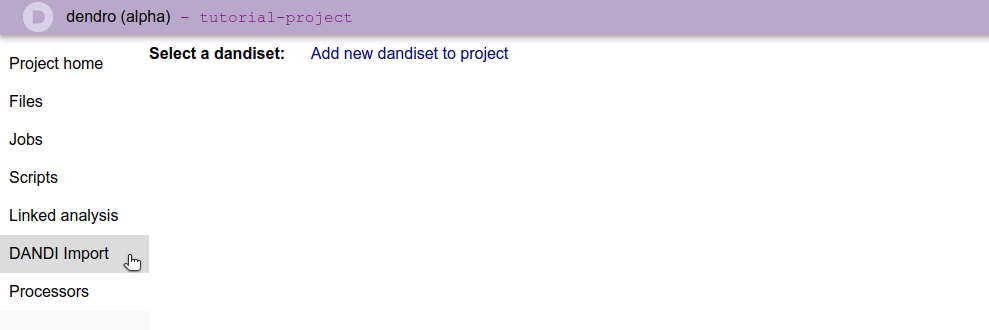 D dendro (alpha) - tutorial-project
Select a dandiset: Add new dandiset to project
Project home
Files
Jobs
Scripts
Linked analysis
DANDI Import
Processors